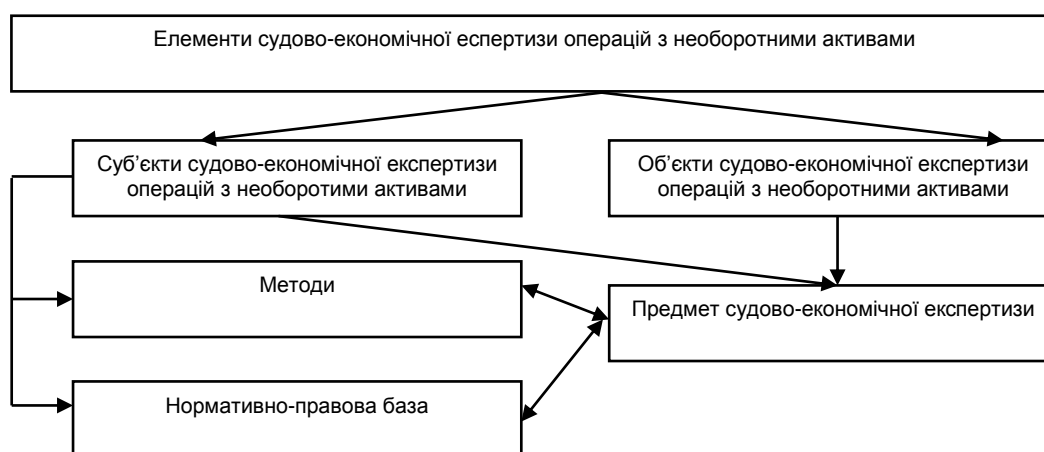 Елементи судово-економічної еспертизи операцій з необоротними активами
Суб’єкти судово-економічної експертизи
операцій з необоротими активами
Об’єкти судово-економічної експертизи
операцій з необоротними активами
Методи
Предмет судово-економічної експертизи
Нормативно-правова база